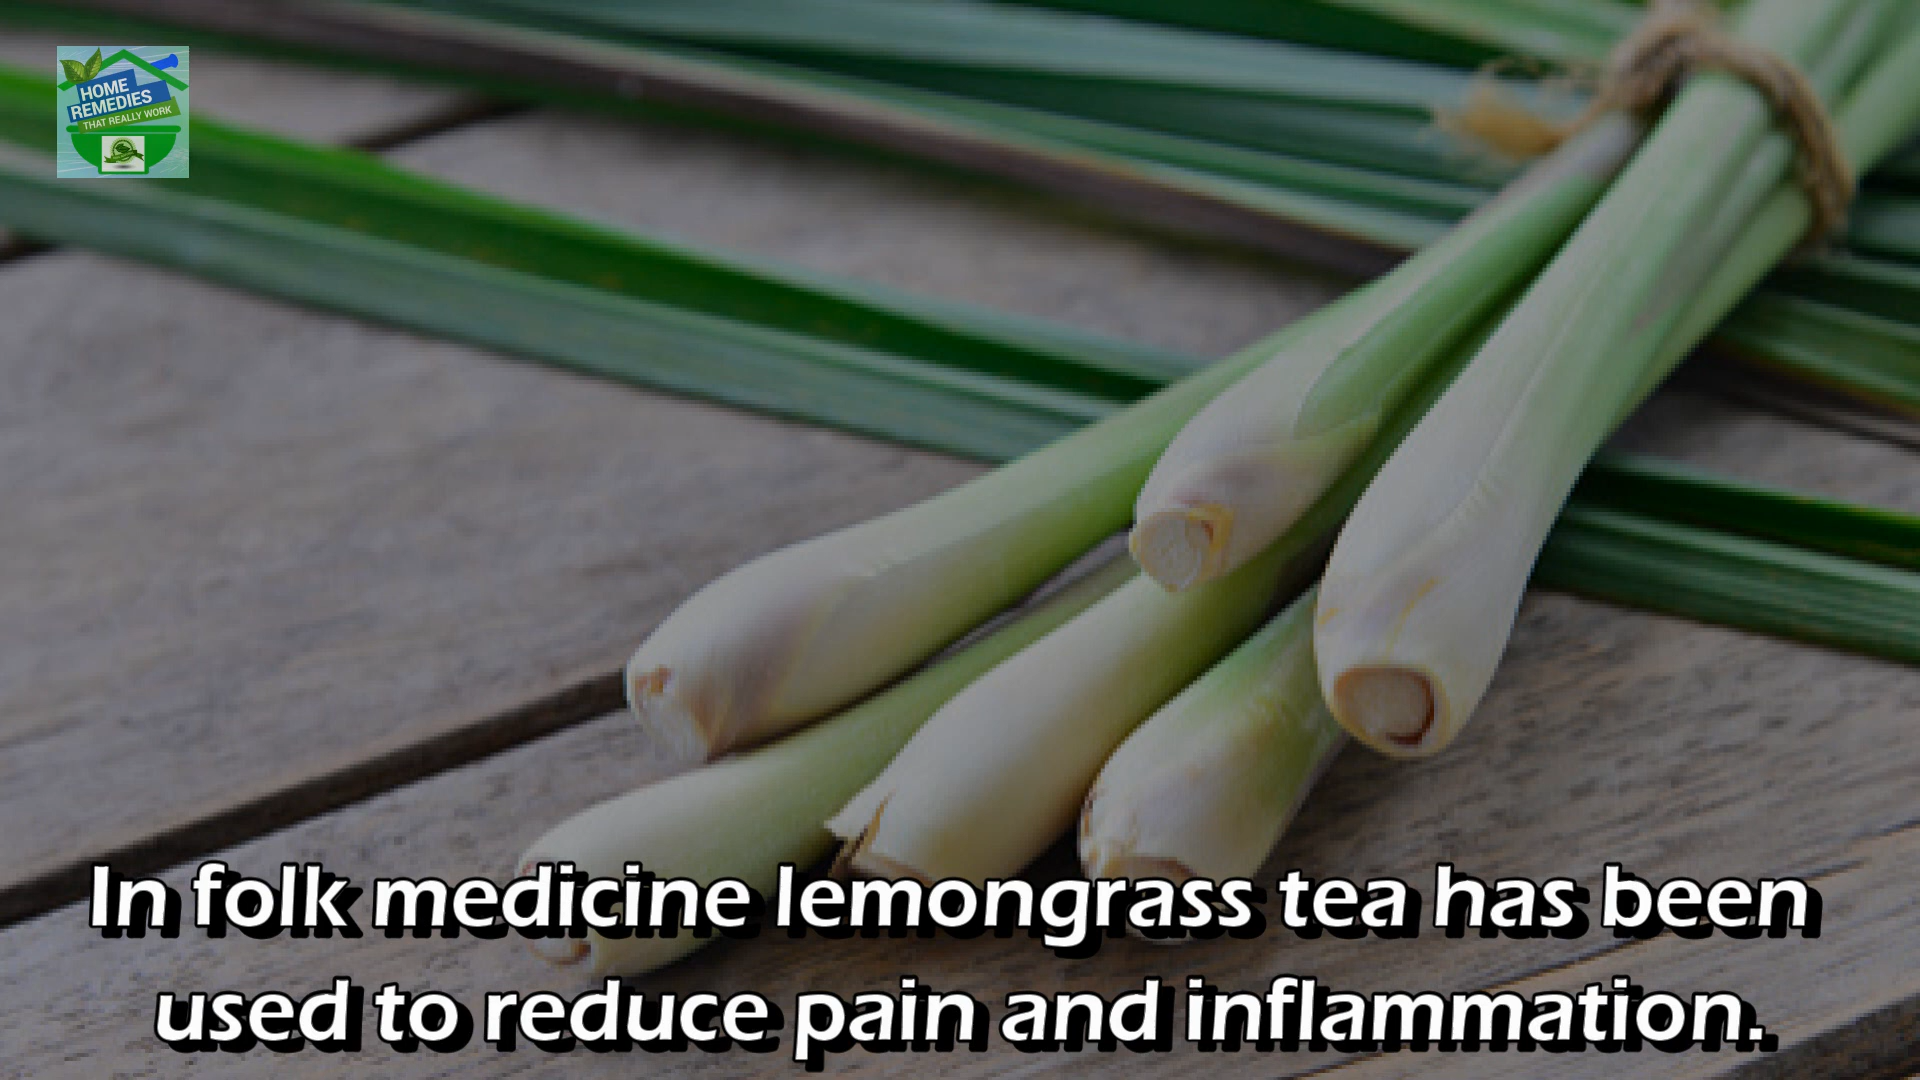 HOME
REMEDIES
THAT REALLY WORK
In folk medicine lemongrass tea has been
used to reduce pain and inflammation.